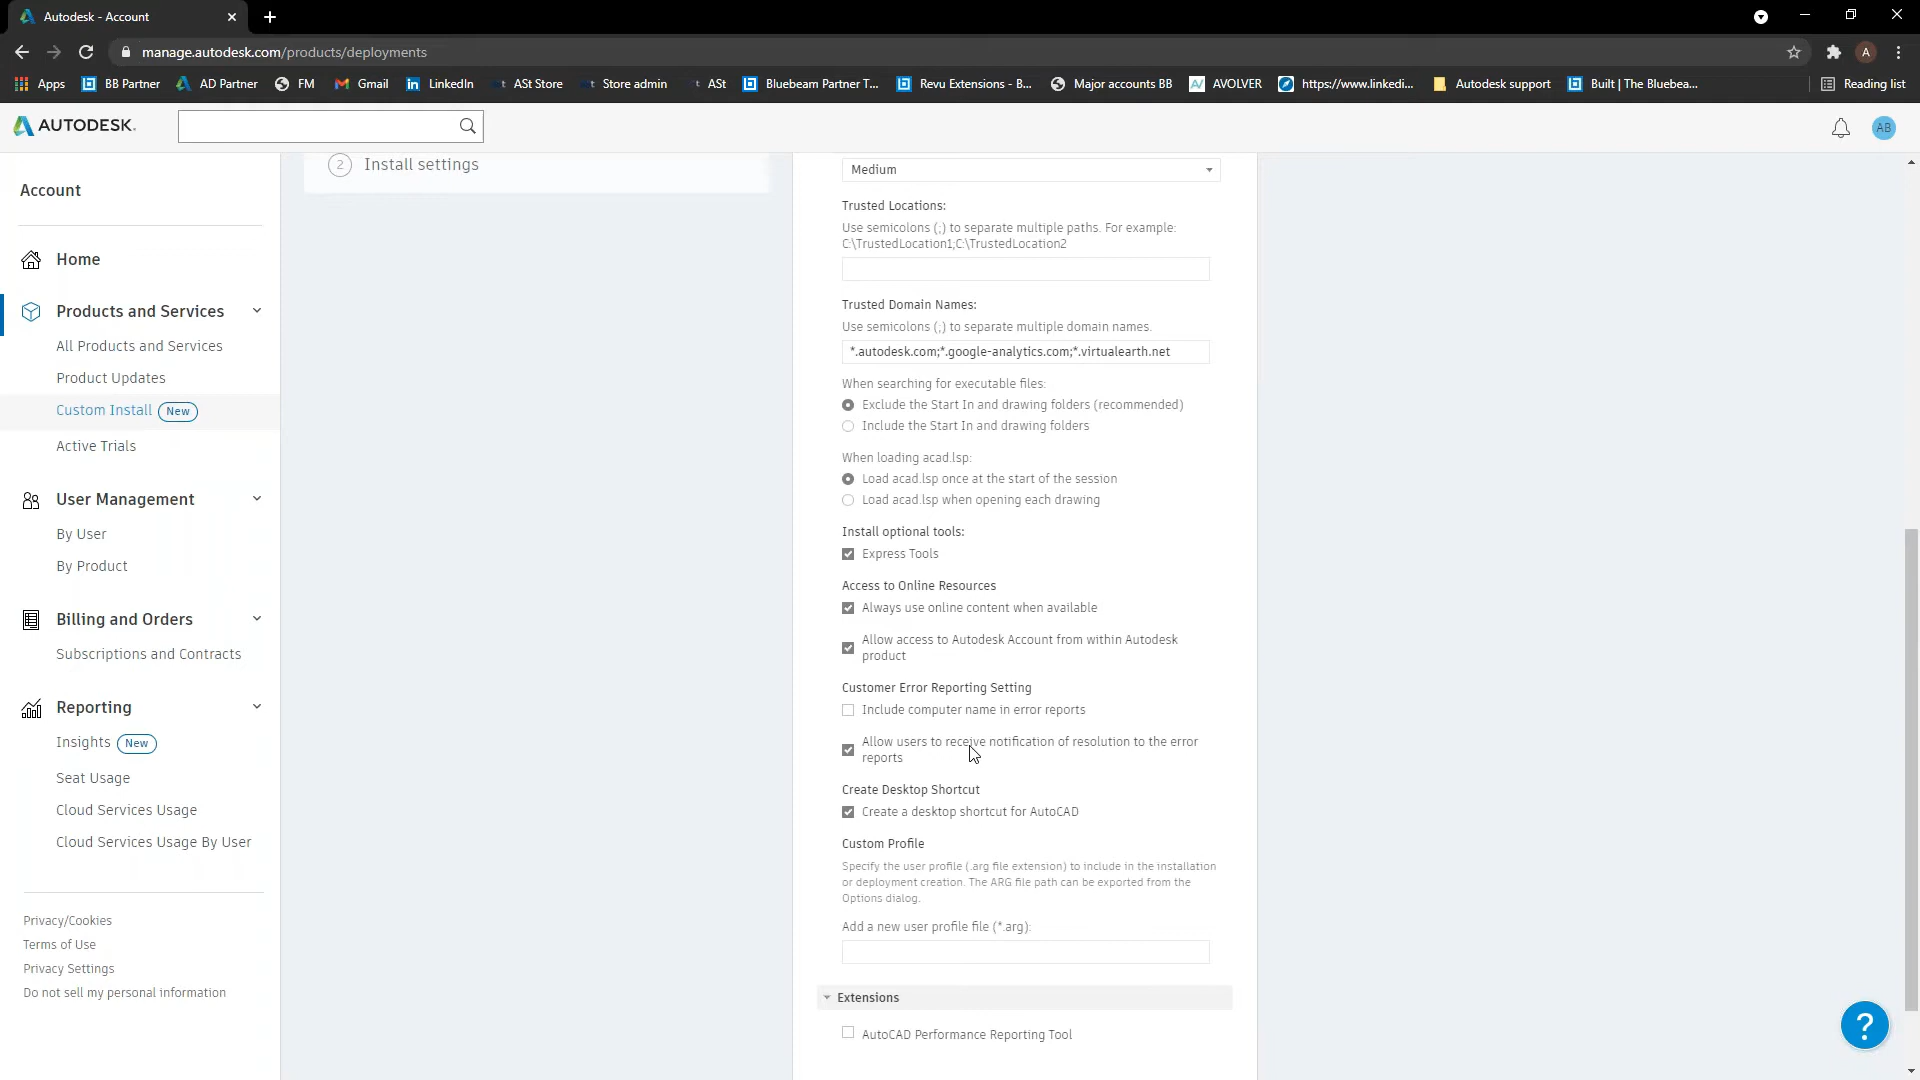 Autodesk - Account
manage.autodesk.com/products/deployments
A
Apps
BB Partner
AD Partner
FM
Gmail
LinkedIn
ASt Store
Store admin
ASt
Bluebeam Partner T...
Revu Extensions - B...
Major accounts BB
AVOLVER
https://www.linkedi...
Autodesk support
Built | The Bluebea...
Reading list
AUTODESK.
AB
Account
Home
Products and Services
All Products and Services
Product Updates
Custom Install New
Active Trials
User Management
By User
By Product
Billing and Orders
Subscriptions and Contracts
Reporting
Insights New
Seat Usage
Cloud Services Usage
Cloud Services Usage By User
Privacy/Cookies
Terms of Use
Privacy Settings
Do not sell my personal information
2 Install settings
Medium
Trusted Locations:
Use semicolons (;) to separate multiple paths. For example:
C:\TrustedLocation1;C:\TrustedLocation2
Trusted Domain Names:
Use semicolons (;) to separate multiple domain names.
*.autodesk.com;*.google-analytics.com;*.virtualearth.net
When searching for executable files:
Exclude the Start In and drawing folders (recommended)
Include the Start In and drawing folders
When loading acad.lsp:
Load acad.lsp once at the start of the session
Load acad.lsp when opening each drawing
Install optional tools:
Express Tools
Access to Online Resources
Always use online content when available
Allow access to Autodesk Account from within Autodesk
product
Customer Error Reporting Setting
Include computer name in error reports
Allow users to receive notification of resolution to the error
reports
Create Desktop Shortcut
Create a desktop shortcut for AutoCAD
Custom Profile
Specify the user profile (.arg file extension) to include in the installation
or deployment creation. The ARG file path can be exported from the
Options dialog.
Add a new user profile file (*.arg):
Extensions
AutoCAD Performance Reporting Tool
?